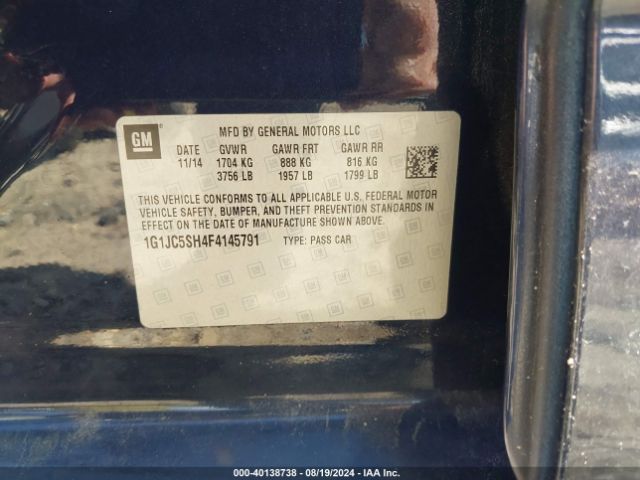 GM ®
MFD BY GENERAL MOTORS LLC
DATE GVWR GAWR FRT GAWR RR
11/14 1704 KG 888 KG 816 KG
3756 LB 1957 LB 1799 LB
THIS VEHICLE CONFORMS TO ALL APPLICABLE U.S. FEDERAL MOTOR
VEHICLE SAFETY, BUMPER, AND THEFT PREVENTION STANDARDS IN
EFFECT ON THE DATE OF MANUFACTURE SHOWN ABOVE.
1G1JC5SH4F4145791 TYPE: PASS CAR
000-40138738 - 08/19/2024 - IAA Inc.